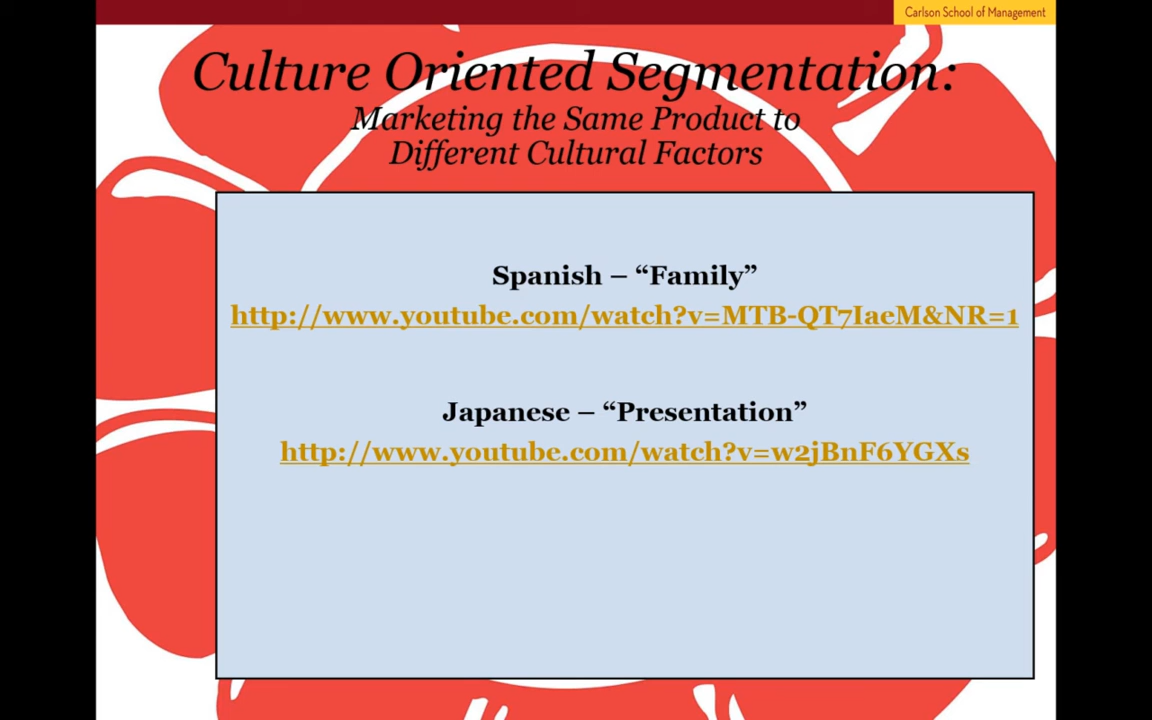 Carlson School of Management
Culture Oriented Segmentation:
Marketing the Same Product to
Different Cultural Factors
Spanish – “Family”
http://www.youtube.com/watch?v=MTB-QT7IaeM&NR=1
Japanese – “Presentation”
http://www.youtube.com/watch?v=w2jBnF6YGXs